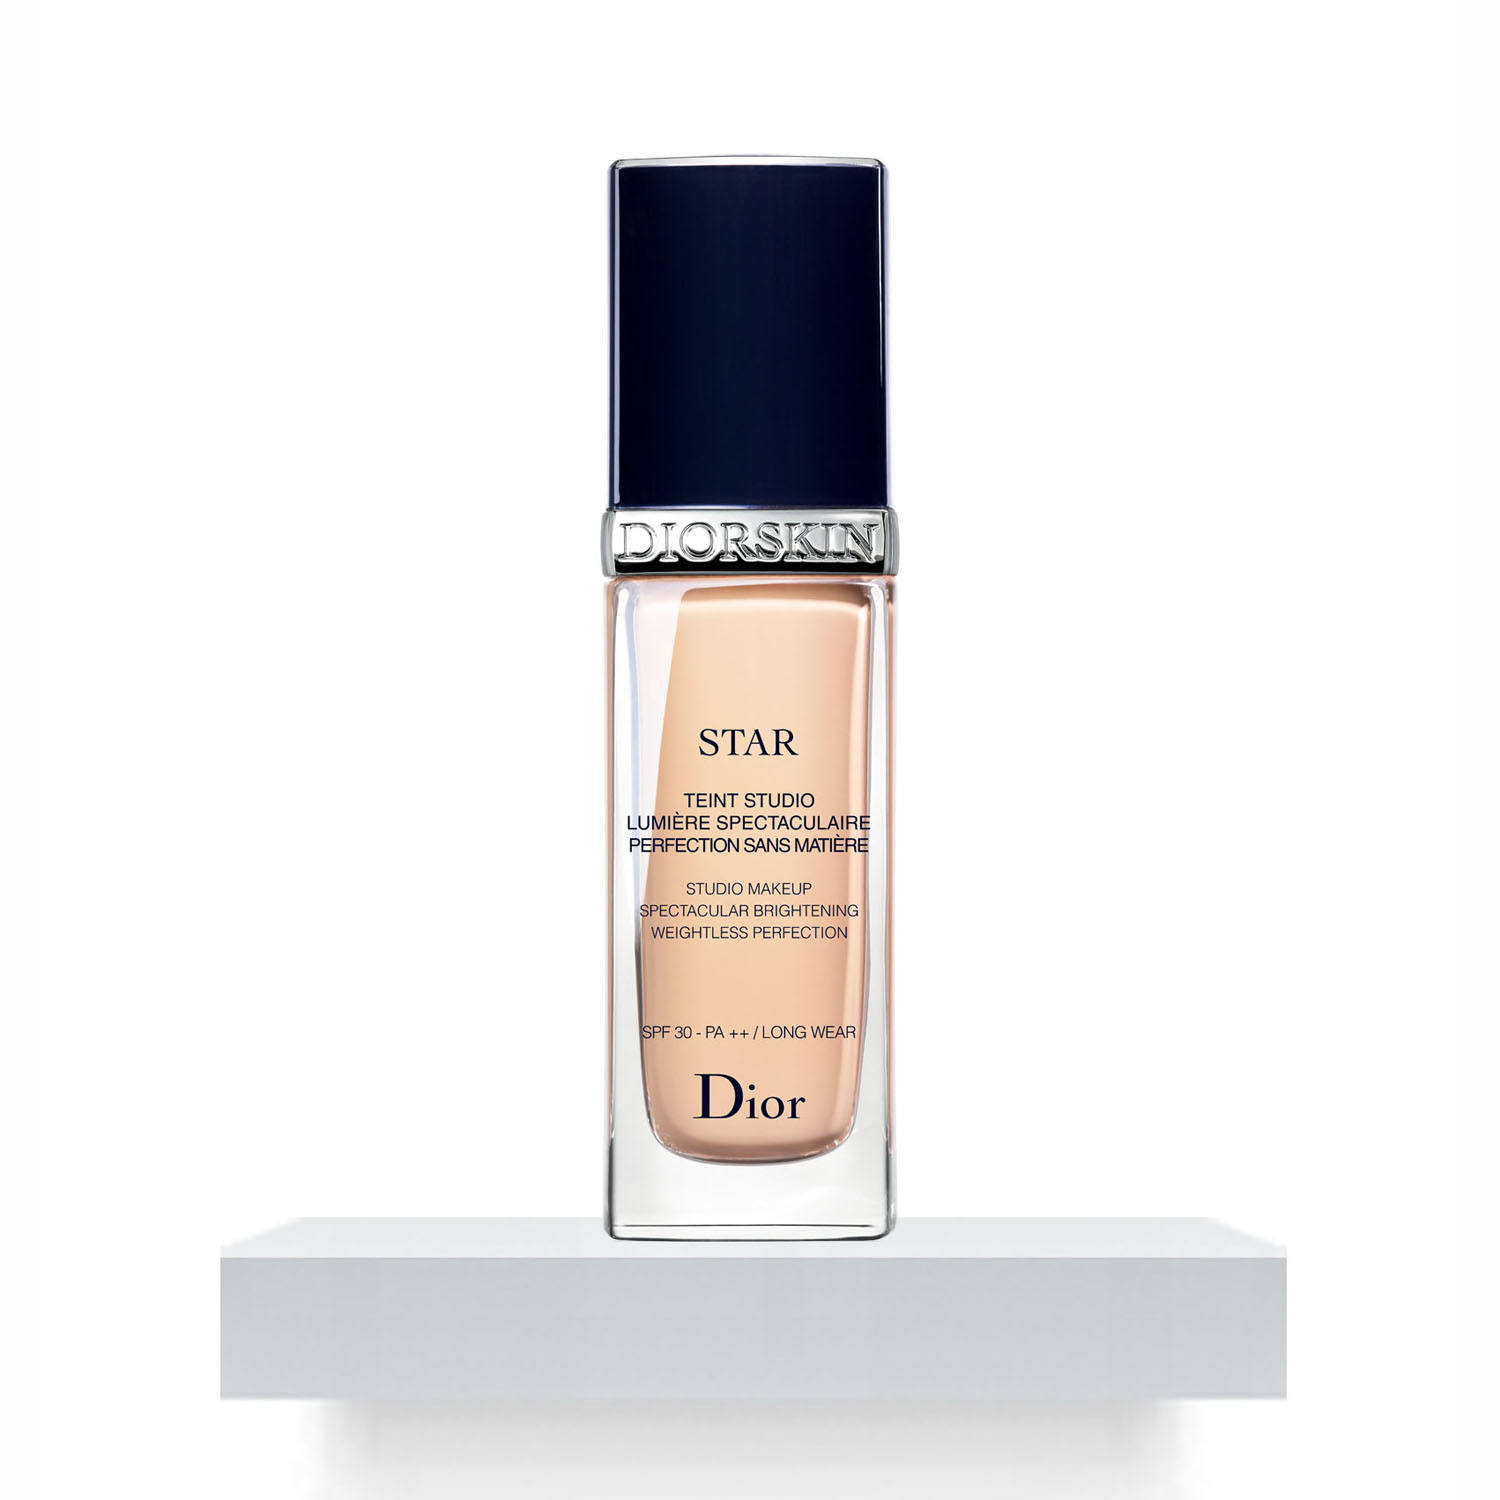 DIORSKIN
STAR
TEINT STUDIO
LUMIÈRE SPECTACULAIRE
PERFECTION SANS MATIÈRE
STUDIO MAKEUP
SPECTACULAR BRIGHTENING
WEIGHTLESS PERFECTION
SPF 30 - PA ++ / LONG WEAR
Dior